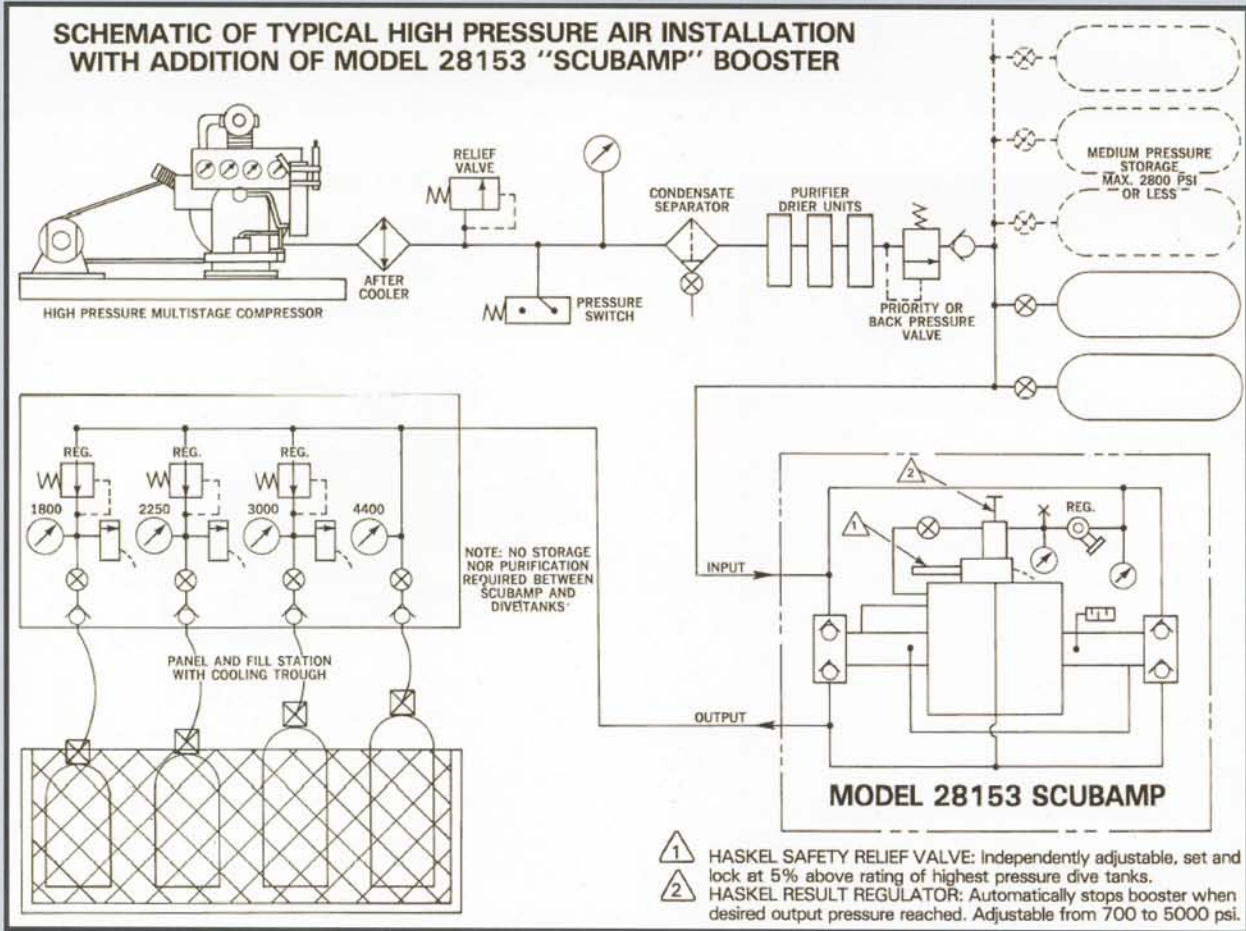 SCHEMATIC OF TYPICAL HIGH PRESSURE AIR INSTALLATION
WITH ADDITION OF MODEL 28153 "SCUBAMP" BOOSTER
RELIEF
VALVE
CONDENSATE
SEPARATOR
PURIFIER
DRIER UNITS
MEDIUM PRESSURE
STORAGE
MAX. 2800 PSI
OR LESS
AFTER
COOLER
PRESSURE
SWITCH
PRIORITY OR
BACK PRESSURE
VALVE
HIGH PRESSURE MULTISTAGE COMPRESSOR
REG.
REG.
REG.
1800
2250
3000
4400
NOTE: NO STORAGE
NOR PURIFICATION
REQUIRED BETWEEN
SCUBAMP AND
DIVE TANKS
PANEL AND FILL STATION
WITH COOLING TROUGH
INPUT
OUTPUT
2
1
REG.
MODEL 28153 SCUBAMP
1 HASKEL SAFETY RELIEF VALVE: Independently adjustable, set and
lock at 5% above rating of highest pressure dive tanks.
2 HASKEL RESULT REGULATOR: Automatically stops booster when
desired output pressure reached. Adjustable from 700 to 5000 psi.